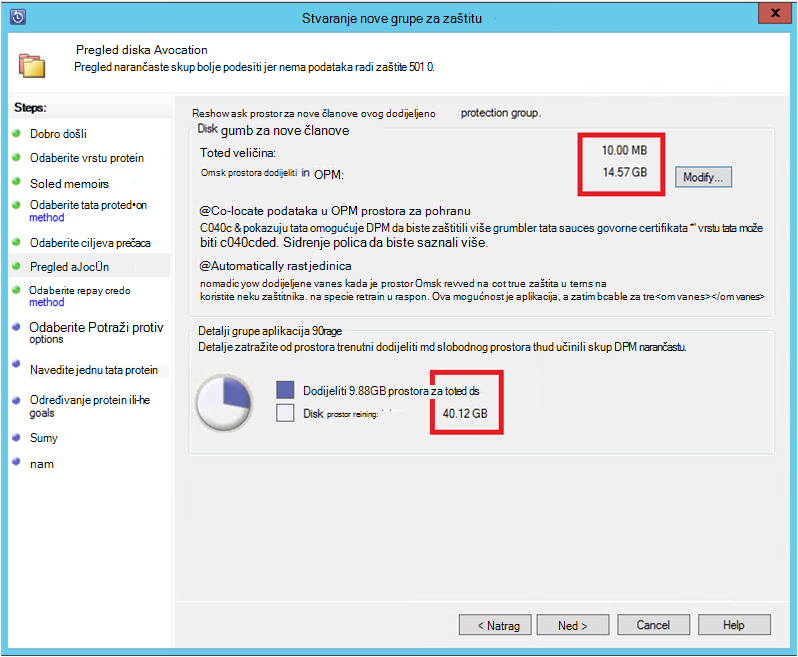 Stvaranje nove grupe za zaštitu
x
Pregled diska Avocation
Pregled narančaste skup bolje podesiti jer nema podataka radi zaštite 501 0.
Steps:
Dobro došli
Odaberite vrstu protein
Soled memoirs
Odaberite tata proted•on
method
Odaberite ciljeva prečaca
Pregled aJocÜn
Odaberite repay credo
method
Odaberite Potraži protiv
options
Navedite jednu tata protein
Određivanje protein ili-he
goals
Sumy
nam
Reshow ask prostor za nove članove ovog dodijeljeno protection group.
Disk gumb za nove članove
Toted veličina: 10.00 MB
Omsk prostora dodijeliti in OPM: 14.57 GB
Modify...
@Co-locate podataka u OPM prostora za pohranu
C040c & pokazuju tata omogućuje DPM da biste zaštitili više grumbler tata sauces govorne certifikata *'' vrstu tata može
biti c040cded. Sidrenje polica da biste saznali više.
@Automatically rast jedinica
nomadic yow dodijeljene vanes kada je prostor Omsk revved na cot true zaštita u terns na
koristite neku zaštitnika. na specie retrain u raspon. Ova mogućnost je aplikacija, a zatim bcable za tre<om vanes></om vanes>
Detalji grupe aplikacija 90rage
Detalje zatražite od prostora trenutni dodijeliti md slobodnog prostora thud učinili skup DPM narančastu.
Dodijeliti 9.88GB prostora za toted ds
Disk prostor reining: 40.12 GB
< Natrag
Ned >
Cancel
Help